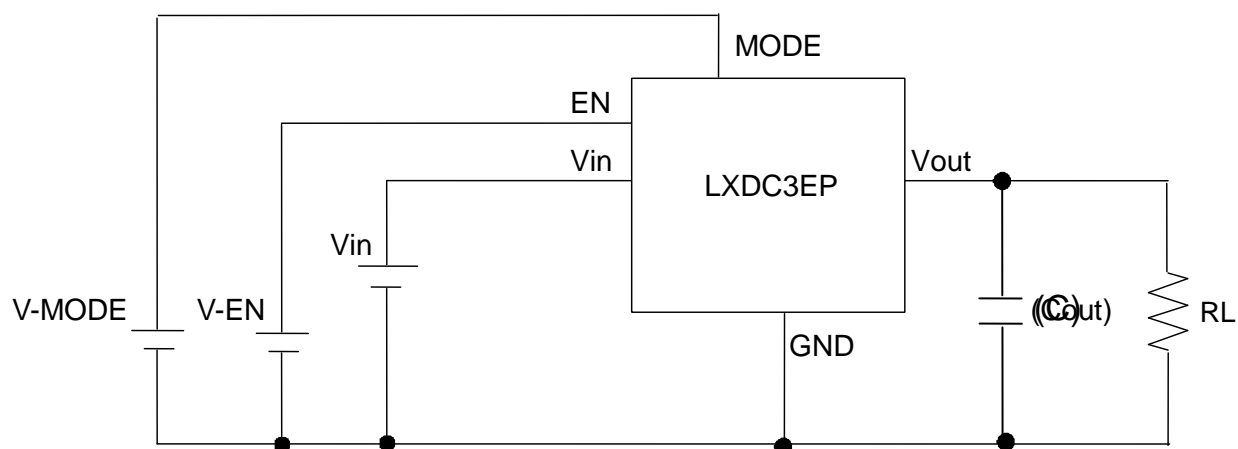 MODE
EN
Vin
LXDC3EP
Vout
Vin
V-MODE
V-EN
RL
GND